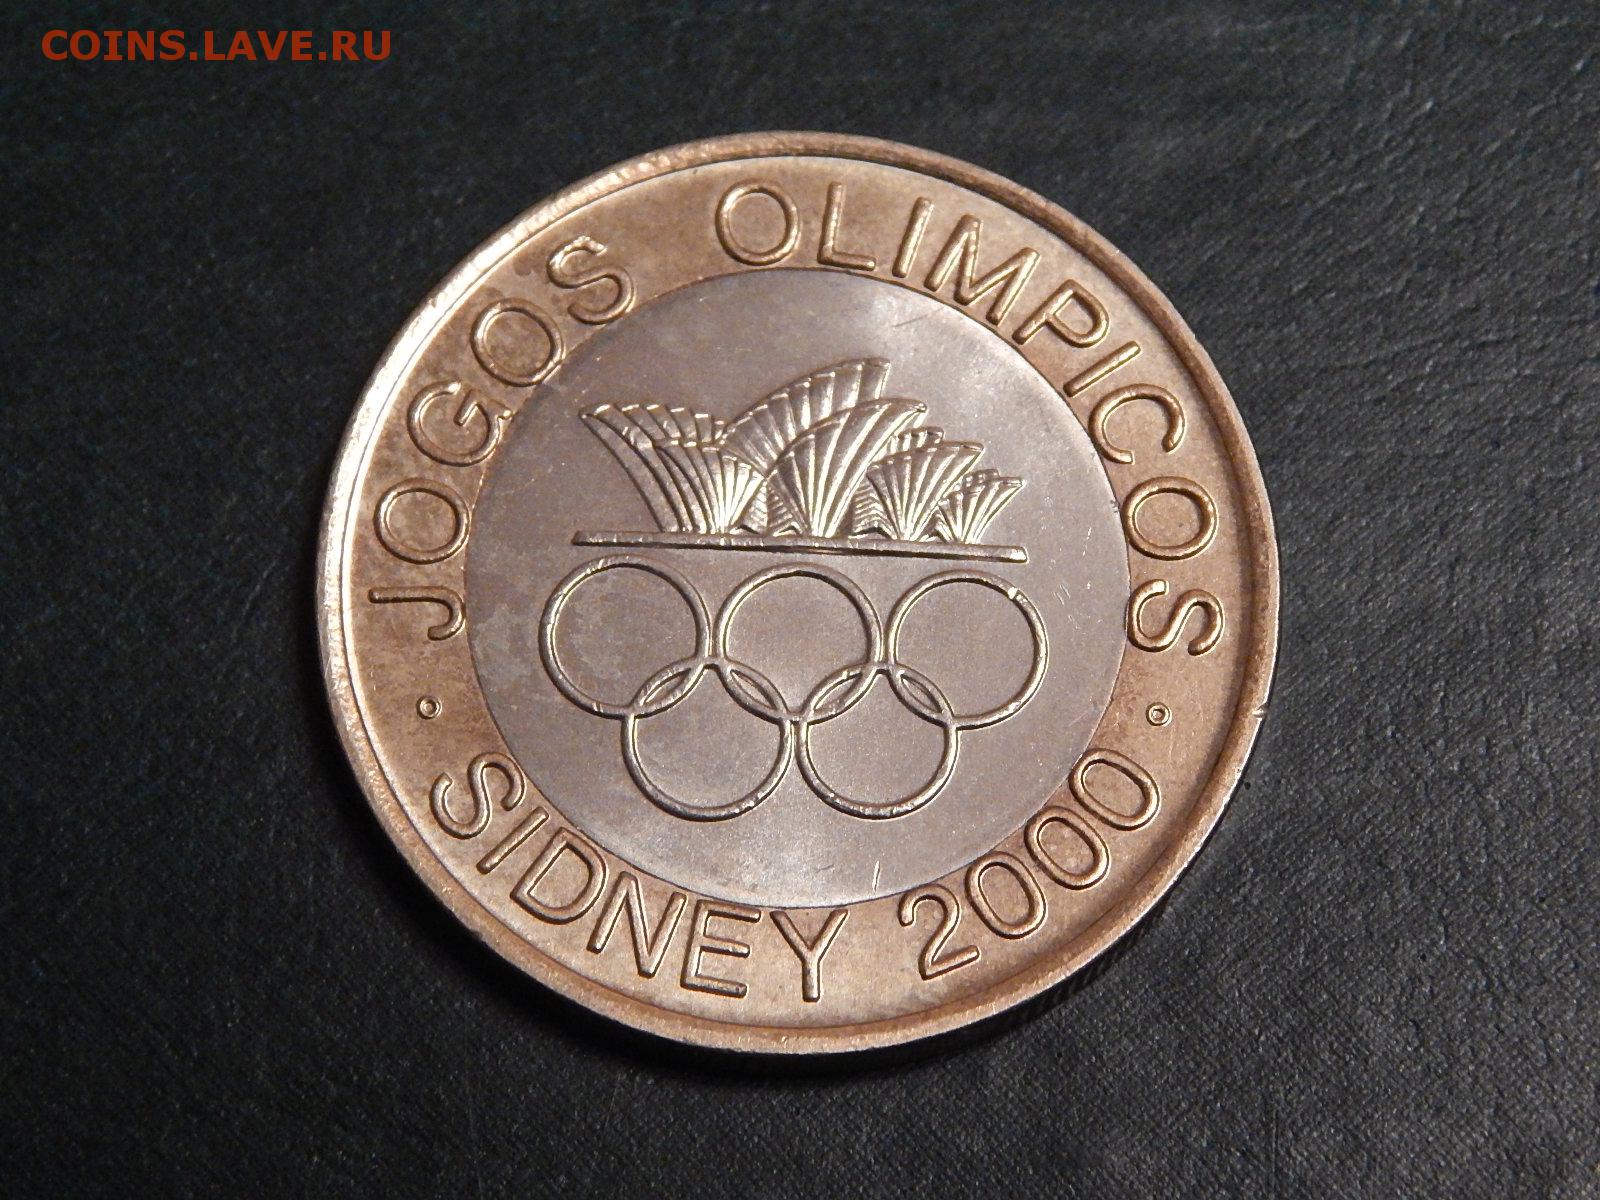 COINS.LAVE.RU
JOGOS OLIMPICOS
· SIDNEY 2000 ·